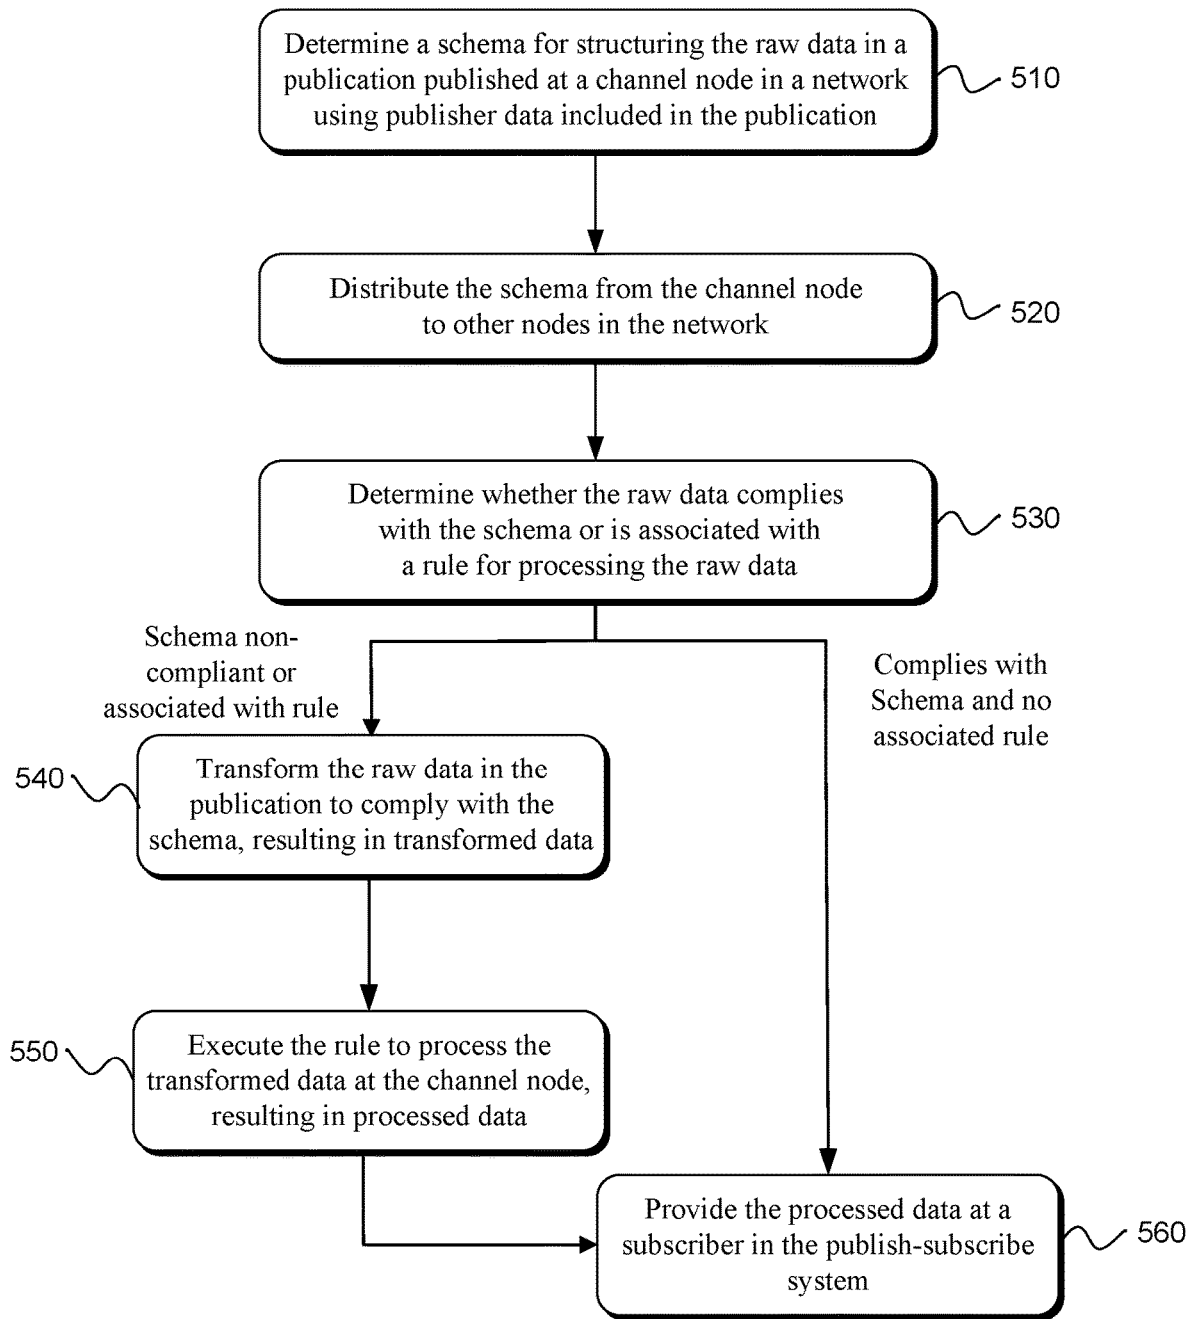 Determine a schema for structuring the raw data in a
publication published at a channel node in a network
using publisher data included in the publication
510
Distribute the schema from the channel node
to other nodes in the network
520
Determine whether the raw data complies
with the schema or is associated with
a rule for processing the raw data
530
Schema non-
compliant or
associated with rule
Complies with
Schema and no
associated rule
540
Transform the raw data in the
publication to comply with the
schema, resulting in transformed data
550
Execute the rule to process the
transformed data at the channel node,
resulting in processed data
Provide the processed data at a
subscriber in the publish-subscribe
system
560